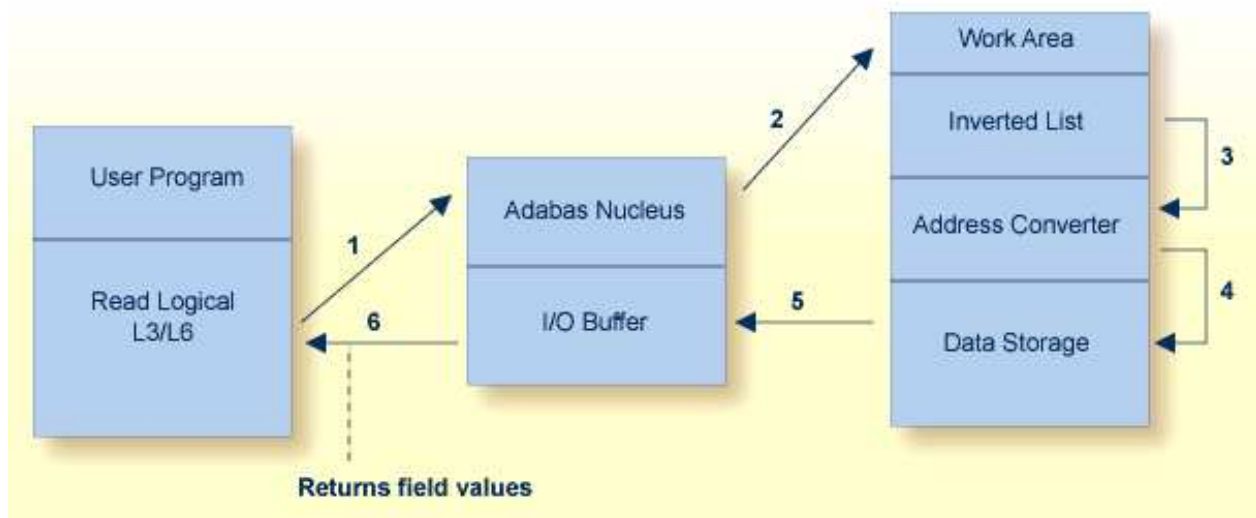 User Program
Read Logical
L3/L6
1
6
Returns field values
Adabas Nucleus
I/O Buffer
2
5
Work Area
Inverted List
Address Converter
Data Storage
3
4